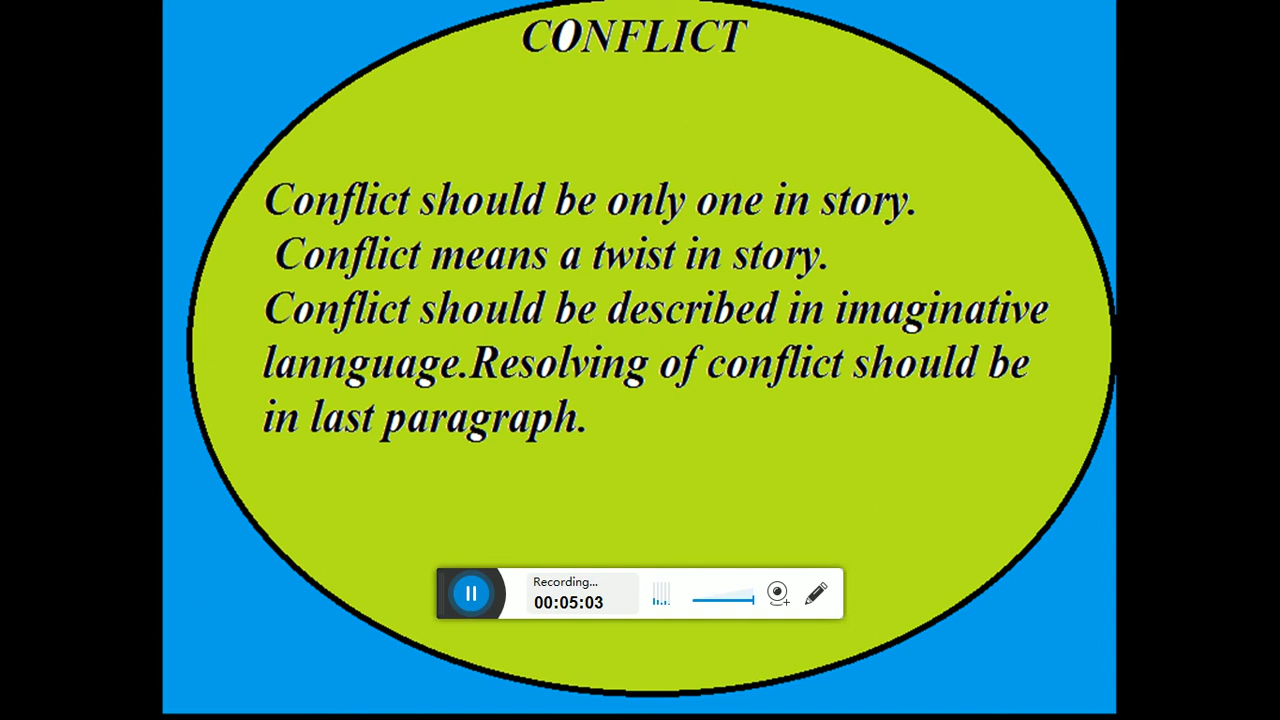 CONFLICT
Conflict should be only one in story.
Conflict means a twist in story.
Conflict should be described in imaginative
lannguage.Resolving of conflict should be
in last paragraph.
Recording...
00:05:03